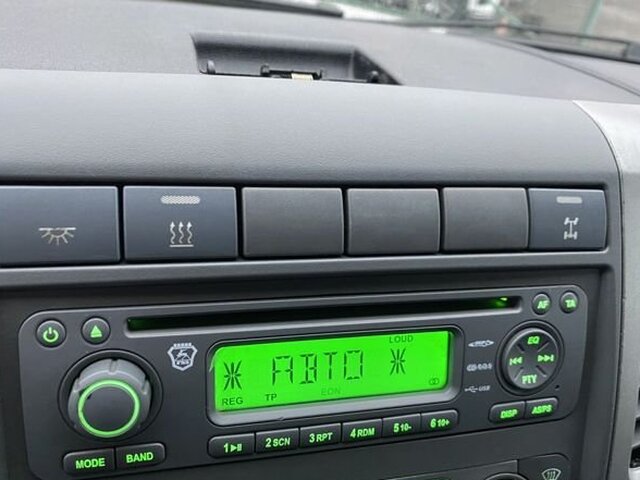 AF TA
LOUD
* АВТО *
REG TP EON
EQ
PTY
USB
1 2 SCN 3 RPT 4 RDM 5 10- 6 10+
DISP AS/PS
MODE BAND